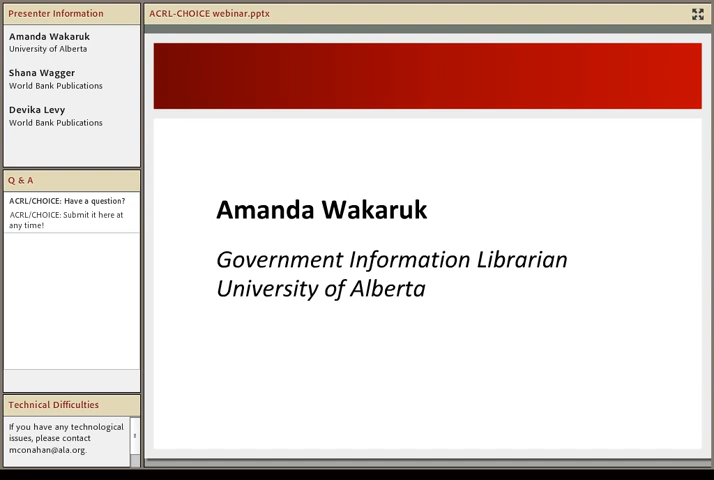 Presenter Information
Amanda Wakaruk
University of Alberta
Shana Wagger
World Bank Publications
Devika Levy
World Bank Publications
Q & A
ACRL/CHOICE: Have a question?
ACRL/CHOICE: Submit it here at
any time!
Technical Difficulties
If you have any technological
issues, please contact
mconahan@ala.org.
ACRL-CHOICE webinar.pptx
Amanda Wakaruk
Government Information Librarian
University of Alberta